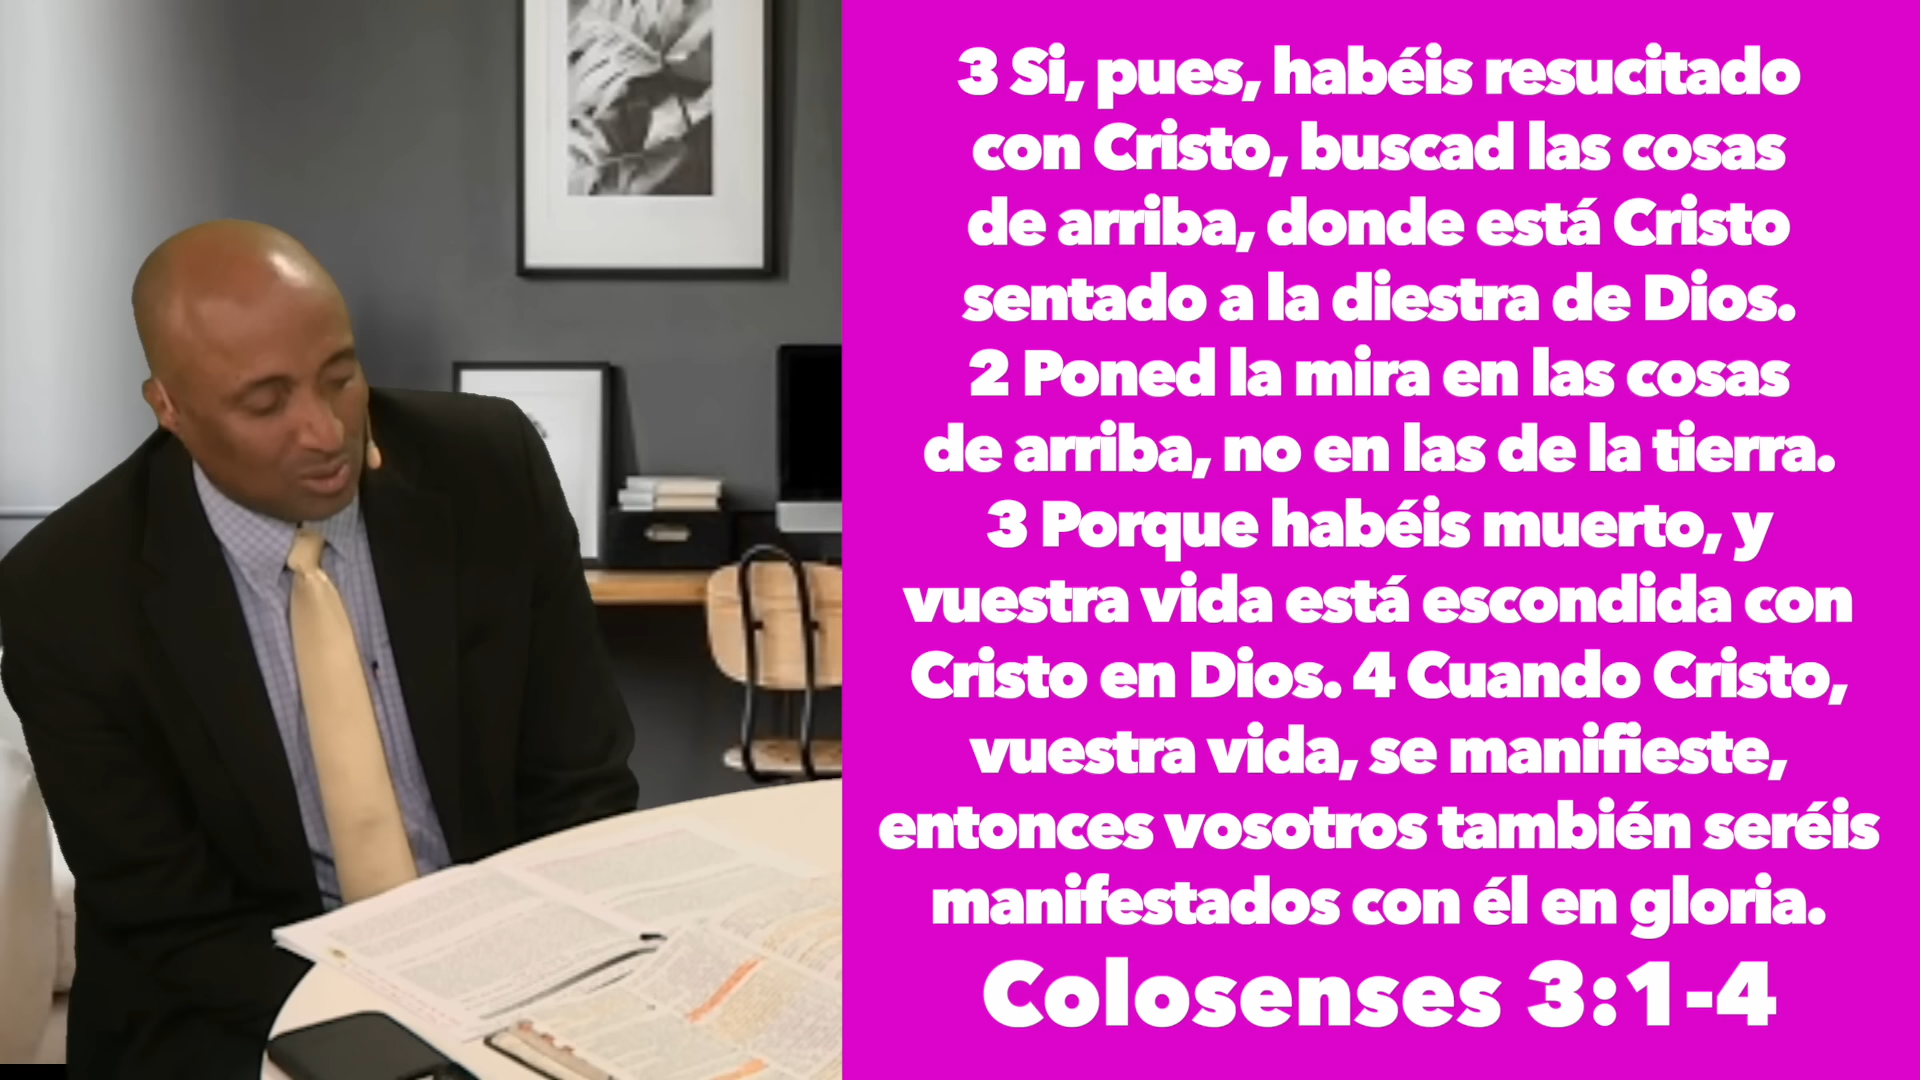 3 Si, pues, habéis resucitado
con Cristo, buscad las cosas
de arriba, donde está Cristo
sentado a la diestra de Dios.
2 Poned la mira en las cosas
de arriba, no en las de la tierra.
3 Porque habéis muerto, y
vuestra vida está escondida con
Cristo en Dios. 4 Cuando Cristo,
vuestra vida, se manifieste,
entonces vosotros también seréis
manifestados con él en gloria.
Colosenses 3:1-4